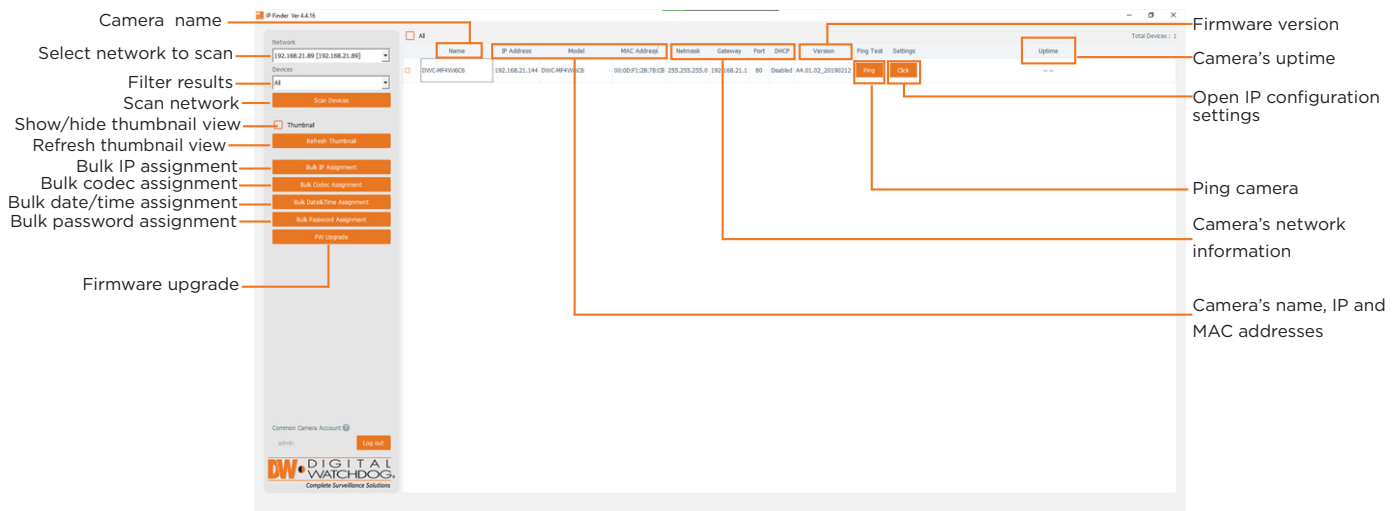 Camera name
Select network to scan
Filter results
Scan network
Show/hide thumbnail view
Refresh thumbnail view
Bulk IP assignment
Bulk codec assignment
Bulk date/time assignment
Bulk password assignment
Firmware upgrade
IP Finder Ver 4.4.16
Network
192.168.21.89 [192.168.21.89]
Devices
All
Scan Devices
Thumbnail
Refresh Thumbnail
Bulk IP Assignment
Bulk Codec Assignment
Bulk Date&Time Assignment
Bulk Password Assignment
FW Upgrade
Common Camera Account ?
admin Log out
DW DIGITAL
WATCHDOG.
Complete Surveillance Solutions
All Total Devices : 1
Name IP Address Model MAC Address Netmask Gateway Port DHCP Version Ping Test Settings Uptime
DWC-MF4Wi6C6 192.168.21.144 DWC-MF4Wi6C6 00:0D:F1:2B:7B:CB 255.255.255.0 192.168.21.1 80 Disabled A4.01.02_20190212 Ping Click -- --
Firmware version
Camera's uptime
Open IP configuration
settings
Ping camera
Camera's network
information
Camera's name, IP and
MAC addresses